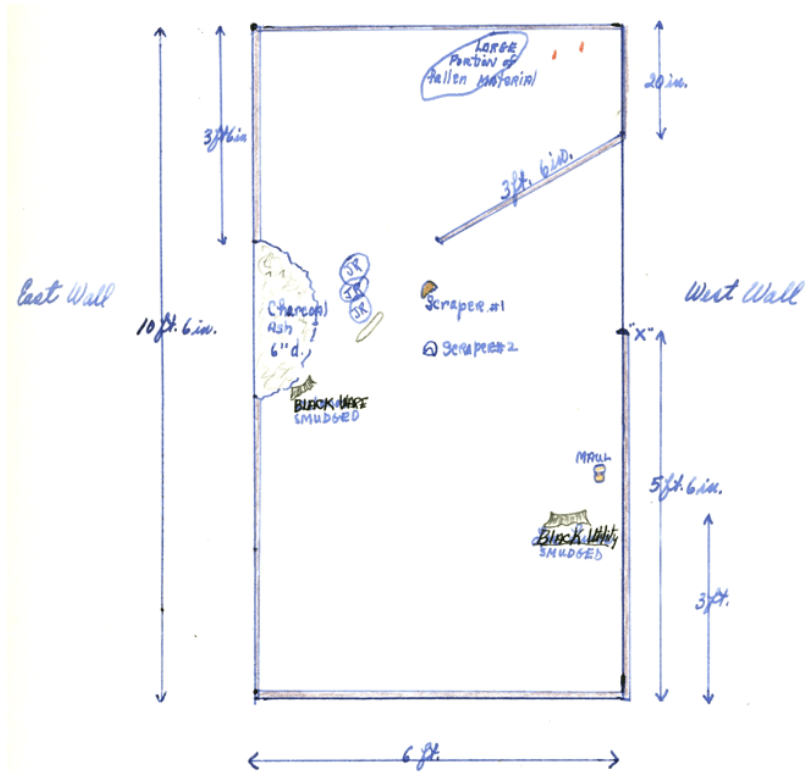 LARGE
PORTION of
fallen MATERIAL
20 in.
3 ft 6 in
3 ft. 6 in.
JR
JR
JR
East Wall
Charcoal
Ash
6" d.
Scraper #1
West Wall
10 ft. 6 in.
"X"
SCRAPER #2
BLACK WARE
SMUDGED
MAUL
5 ft. 6 in.
BLACK Utility
SMUDGED
3 ft.
6 ft.